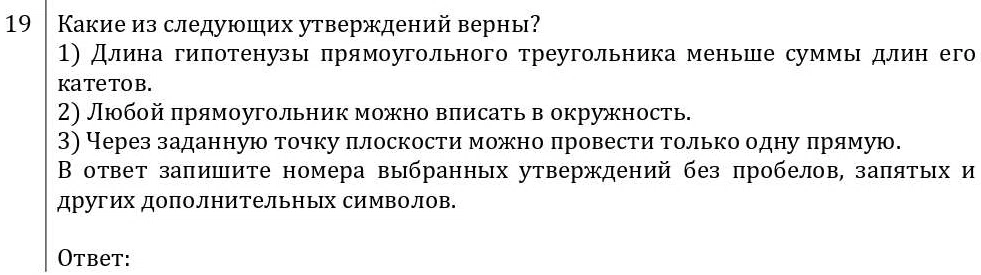 19 Какие из следующих утверждений верны?
1) Длина гипотенузы прямоугольного треугольника меньше суммы длин его
катетов.
2) Любой прямоугольник можно вписать в окружность.
3) Через заданную точку плоскости можно провести только одну прямую.
В ответ запишите номера выбранных утверждений без пробелов, запятых и
других дополнительных символов.
Ответ: